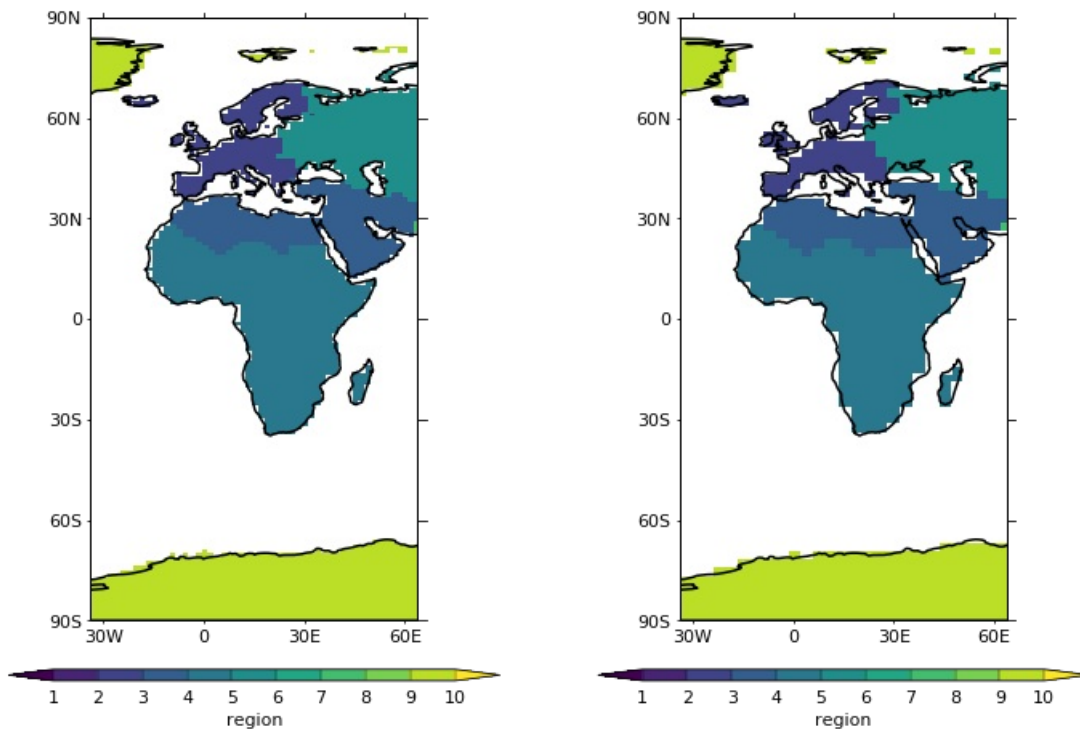 90N 90N
60N 60N
30N 30N
0 0
30S 30S
60S 60S
90S 90S
30W 0 30E 60E 30W 0 30E 60E
1 2 3 4 5 6 7 8 9 10 1 2 3 4 5 6 7 8 9 10
region region